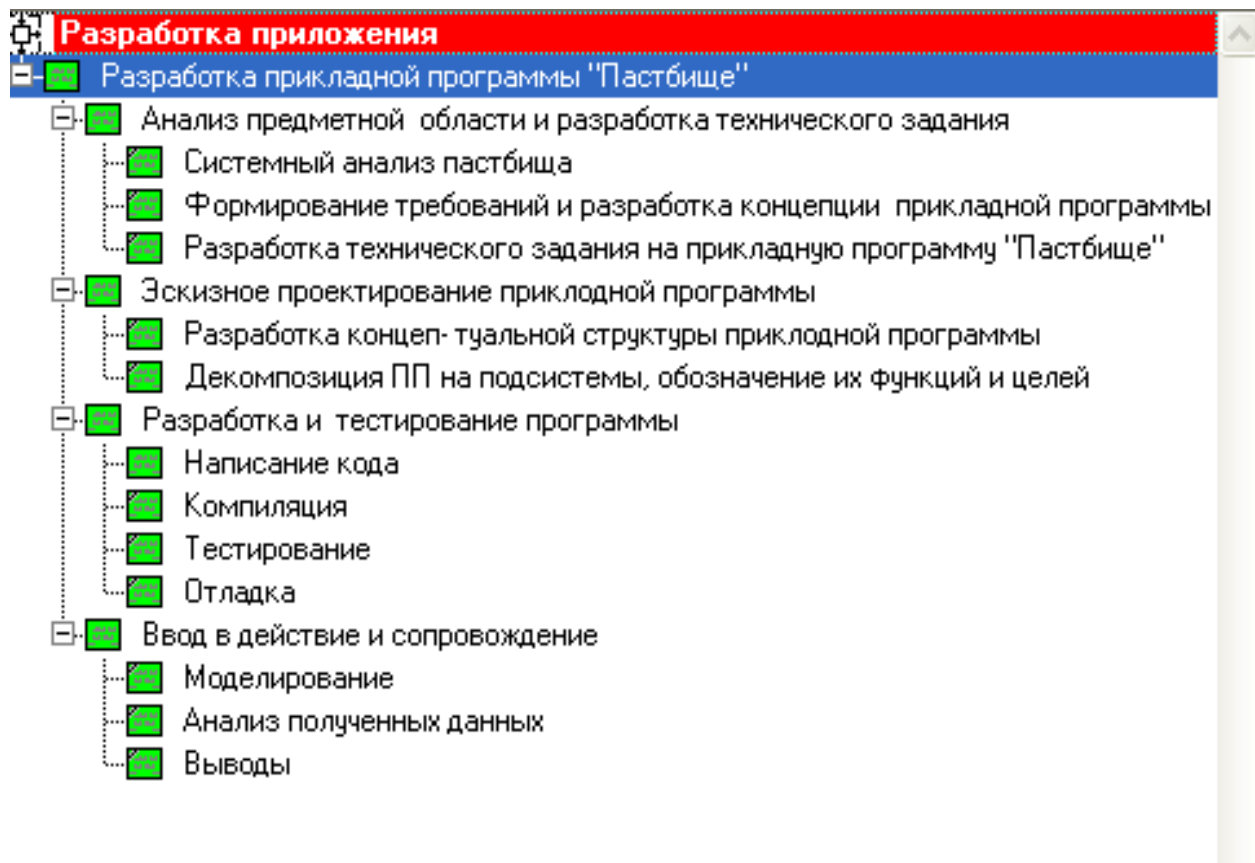 Разработка приложения
Разработка прикладной программы "Пастбище"
Анализ предметной области и разработка технического задания
Системный анализ пастбища
Формирование требований и разработка концепции прикладной программы
Разработка технического задания на прикладную программу "Пастбище"
Эскизное проектирование приклодной программы
Разработка концеп- туальной структуры приклодной программы
Декомпозиция ПП на подсистемы, обозначение их функций и целей
Разработка и тестирование программы
Написание кода
Компиляция
Тестирование
Отладка
Ввод в действие и сопровождение
Моделирование
Анализ полученных данных
Выводы